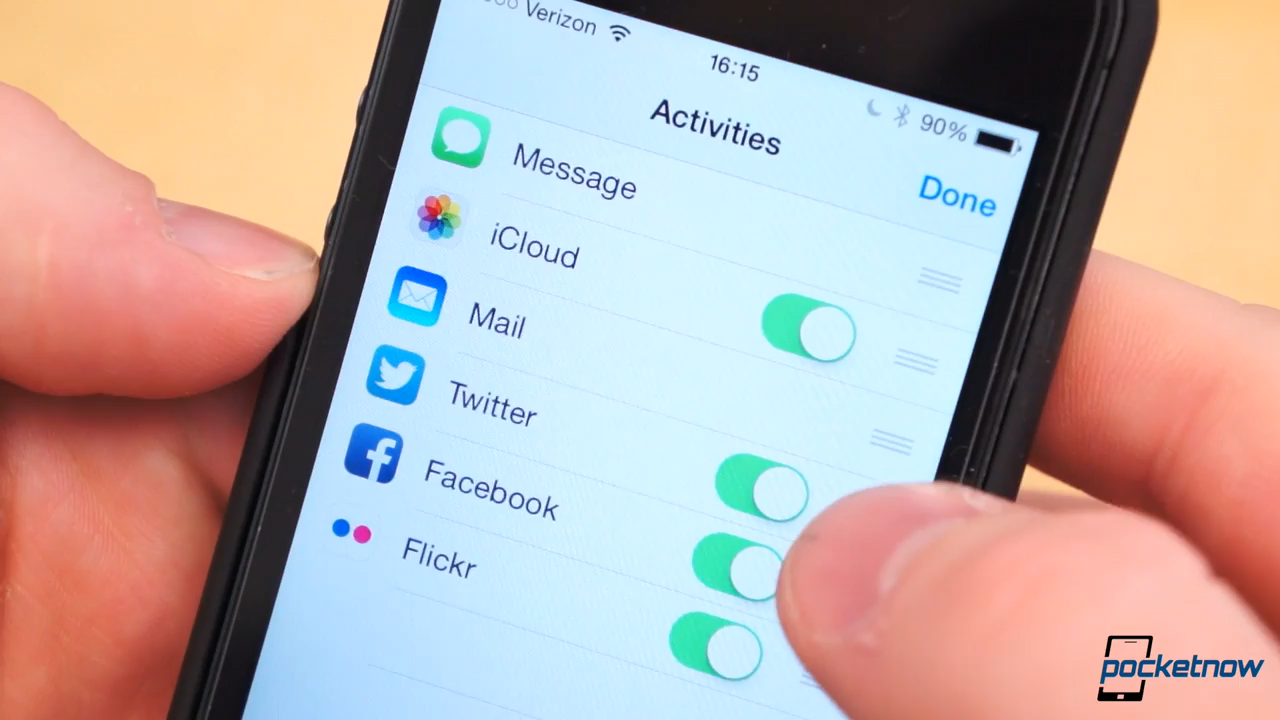 Verizon
16:15
90%
Activities
Done
Message
iCloud
Mail
Twitter
Facebook
Flickr
pocketnow